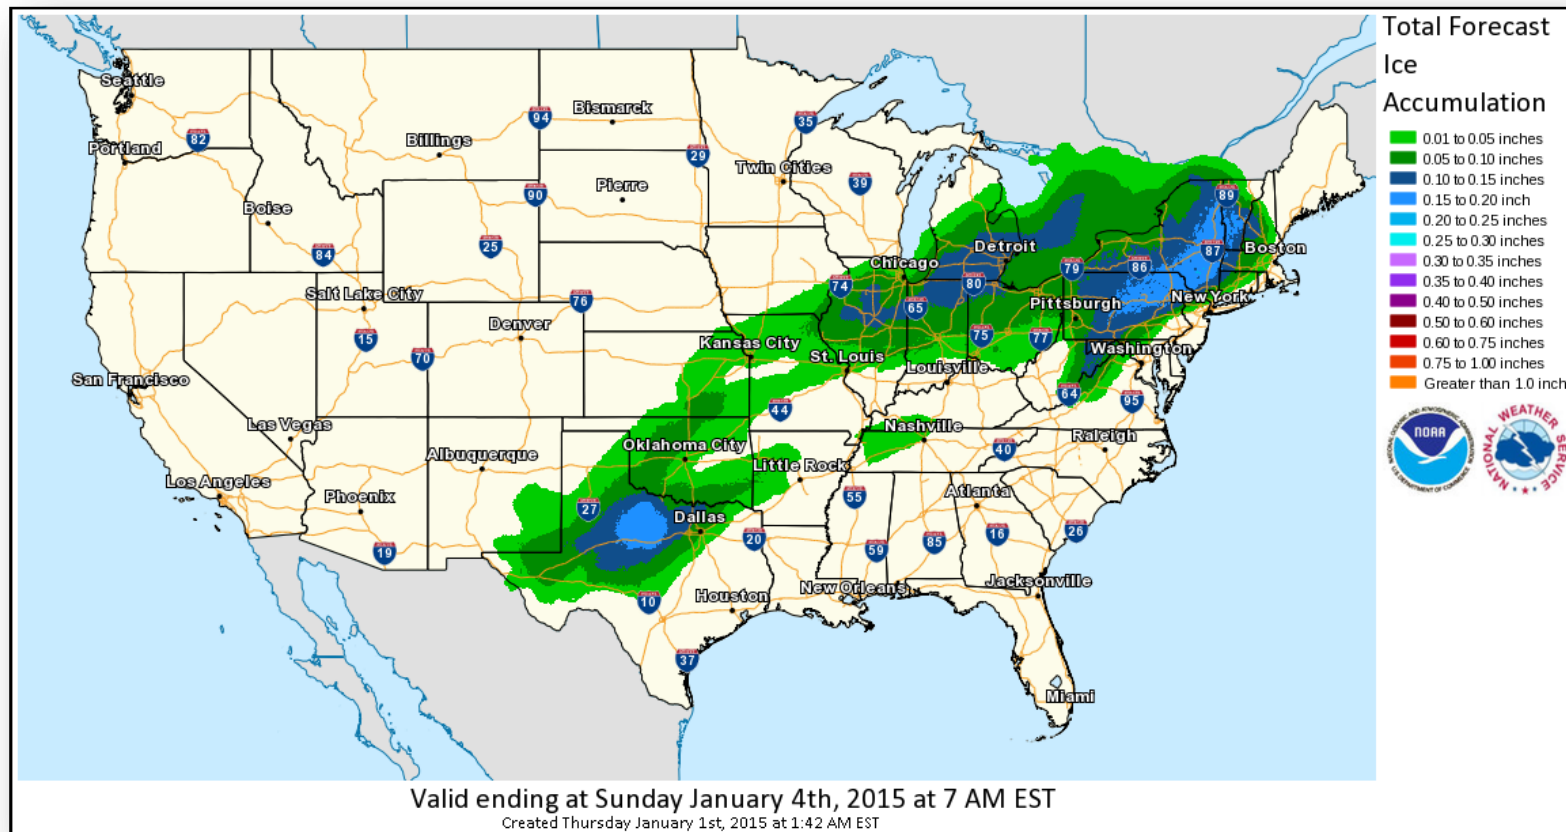 Total Forecast
Ice
Accumulation
0.01 to 0.05 inches
0.05 to 0.10 inches
0.10 to 0.15 inches
0.15 to 0.20 inch
0.20 to 0.25 inches
0.25 to 0.30 inches
0.30 to 0.35 inches
0.35 to 0.40 inches
0.40 to 0.50 inches
0.50 to 0.60 inches
0.60 to 0.75 inches
0.75 to 1.00 inches
Greater than 1.0 inch
NOAA
NATIONAL WEATHER SERVICE
Seattle
82
Portland
Billings
94
Bismarck
35
29
Twin Cities
Pierre
90
39
89
Boise
25
84
Detroit
87
Boston
Chicago
79
86
74
80
Salt Lake City
76
65
Pittsburgh
New York
Denver
15
70
Kansas City
St. Louis
75
77
Washington
Louisville
San Francisco
44
64
95
Las Vegas
Nashville
Raleigh
Oklahoma City
Albuquerque
40
Little Rock
Los Angeles
Phoenix
55
Atlanta
27
Dallas
19
20
59
85
16
26
Houston
New Orleans
Jacksonville
10
37
Miami
Valid ending at Sunday January 4th, 2015 at 7 AM EST
Created Thursday January 1st, 2015 at 1:42 AM EST